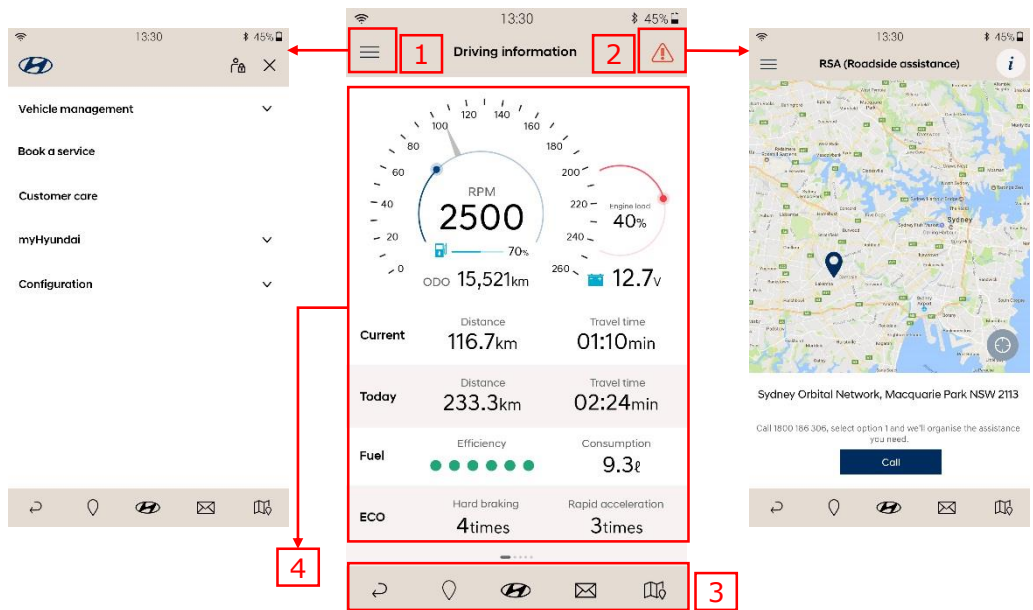 13:30
45%
Vehicle management
Book a service
Customer care
myHyundai
Configuration
13:30
45%
1
Driving information
2
0
20
40
60
80
100
120
140
160
180
200
220
240
260
RPM
2500
70%
ODO 15,521km
Engine load
40%
12.7v
Current
Distance
116.7km
Travel time
01:10min
Today
Distance
233.3km
Travel time
02:24min
Fuel
Efficiency
Consumption
9.3ℓ
ECO
Hard braking
4times
Rapid acceleration
3times
4
3
13:30
45%
RSA (Roadside assistance)
i
Sydney
Sydney Orbital Network, Macquarie Park NSW 2113
Call 1800 186 306, select option 1 and we'll organise the assistance
you need.
Call